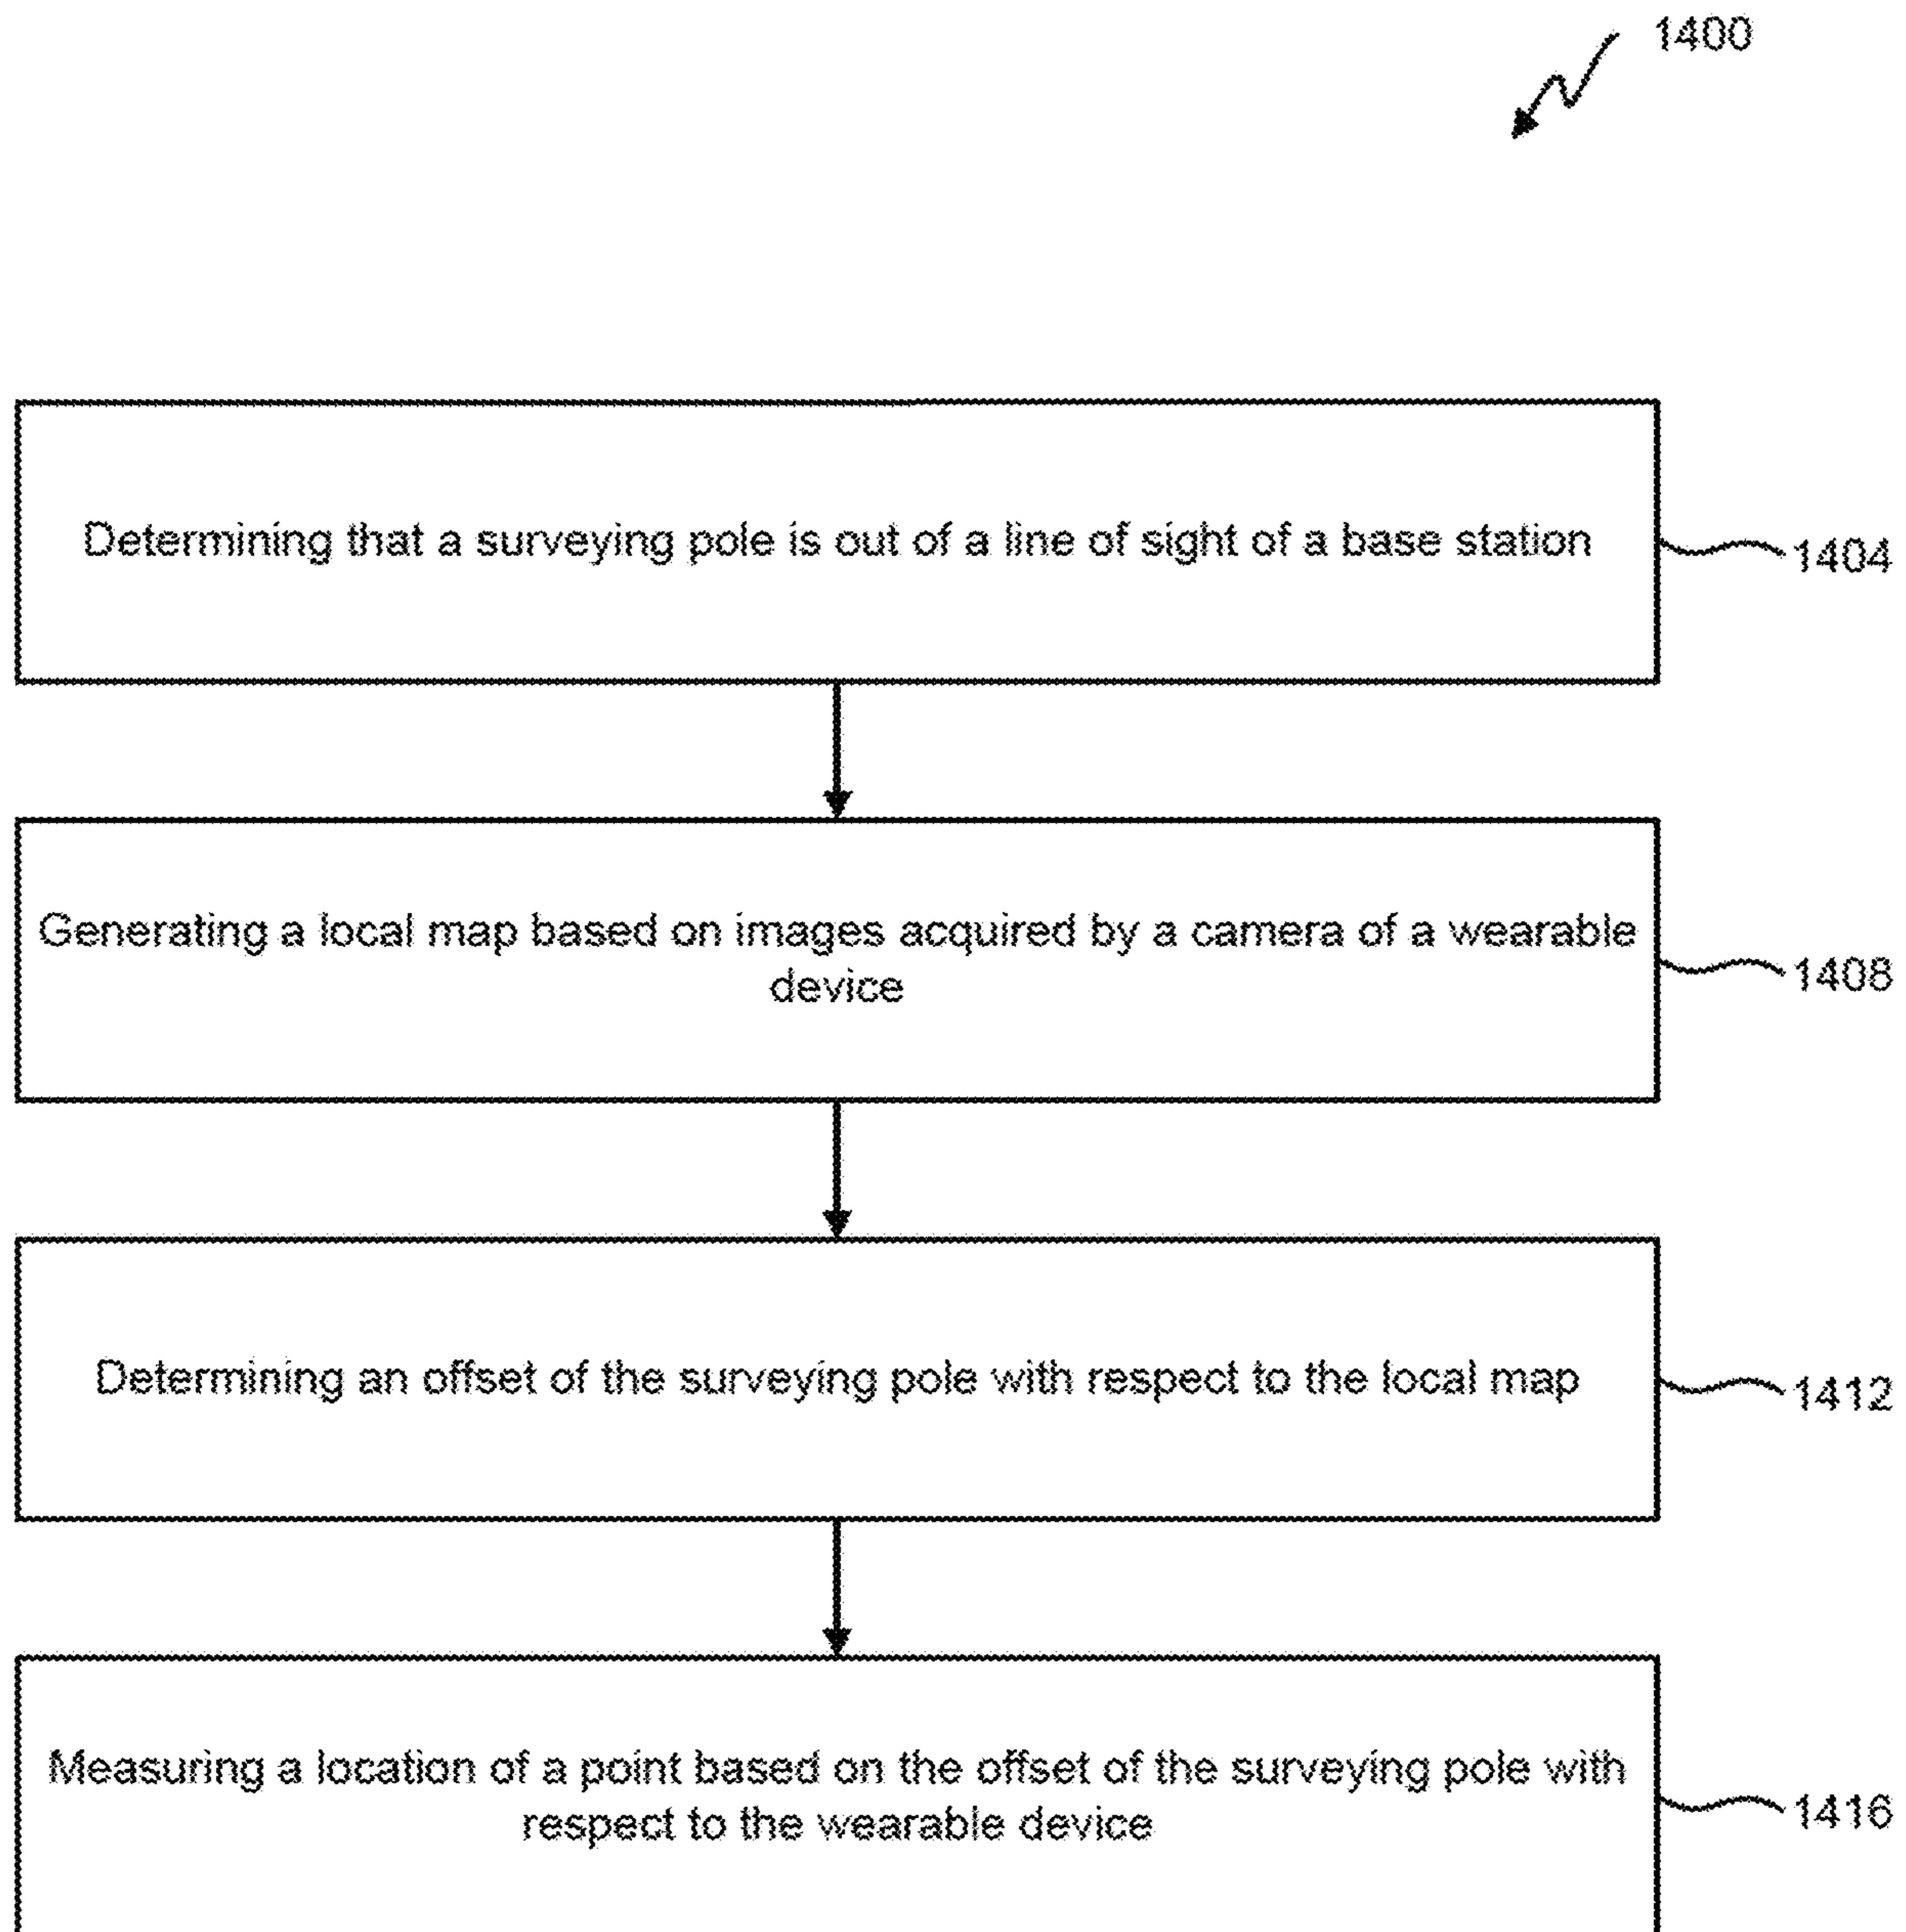 1400
Determining that a surveying pole is out of a line of sight of a base station
1404
Generating a local map based on images acquired by a camera of a wearable
device
1408
Determining an offset of the surveying pole with respect to the local map
1412
Measuring a location of a point based on the offset of the surveying pole with
respect to the wearable device
1416